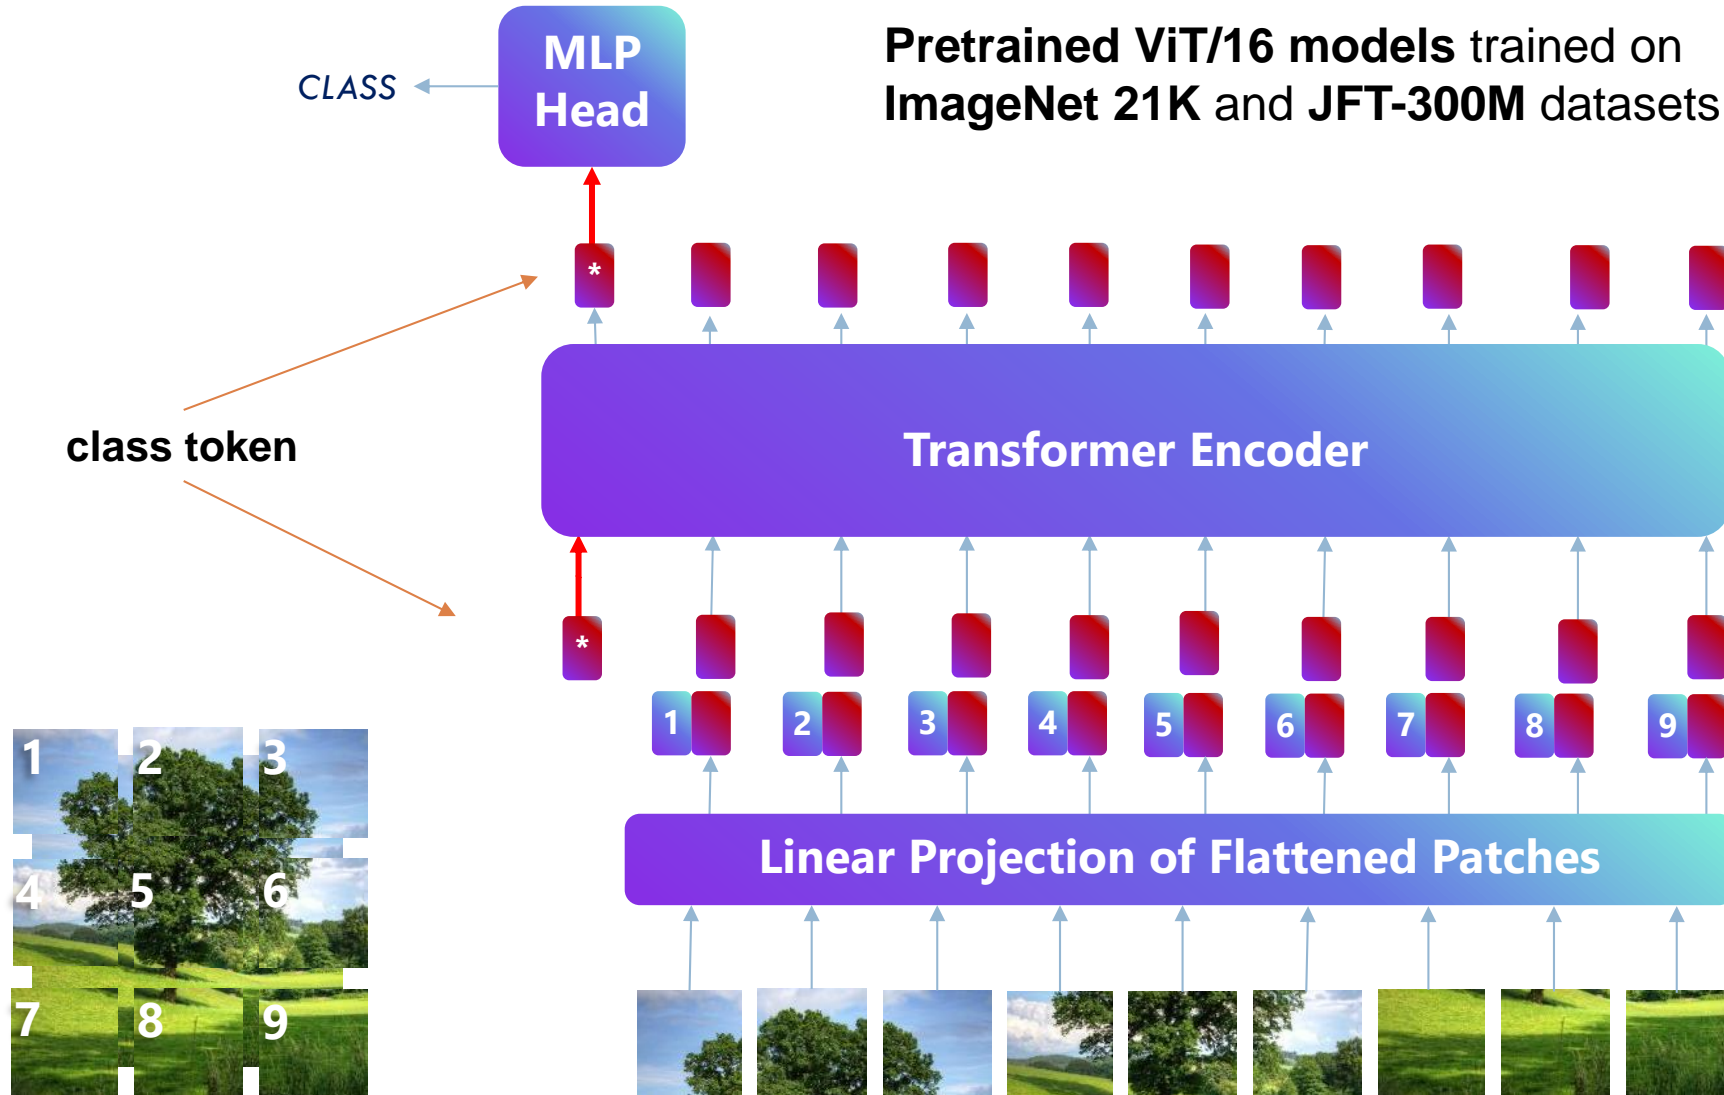 MLP
Head
CLASS
Pretrained ViT/16 models trained on
ImageNet 21K and JFT-300M datasets
*
class token
Transformer Encoder
*
1 2 3 4 5 6 7 8 9
1 2 3
4 5 6
7 8 9
Linear Projection of Flattened Patches